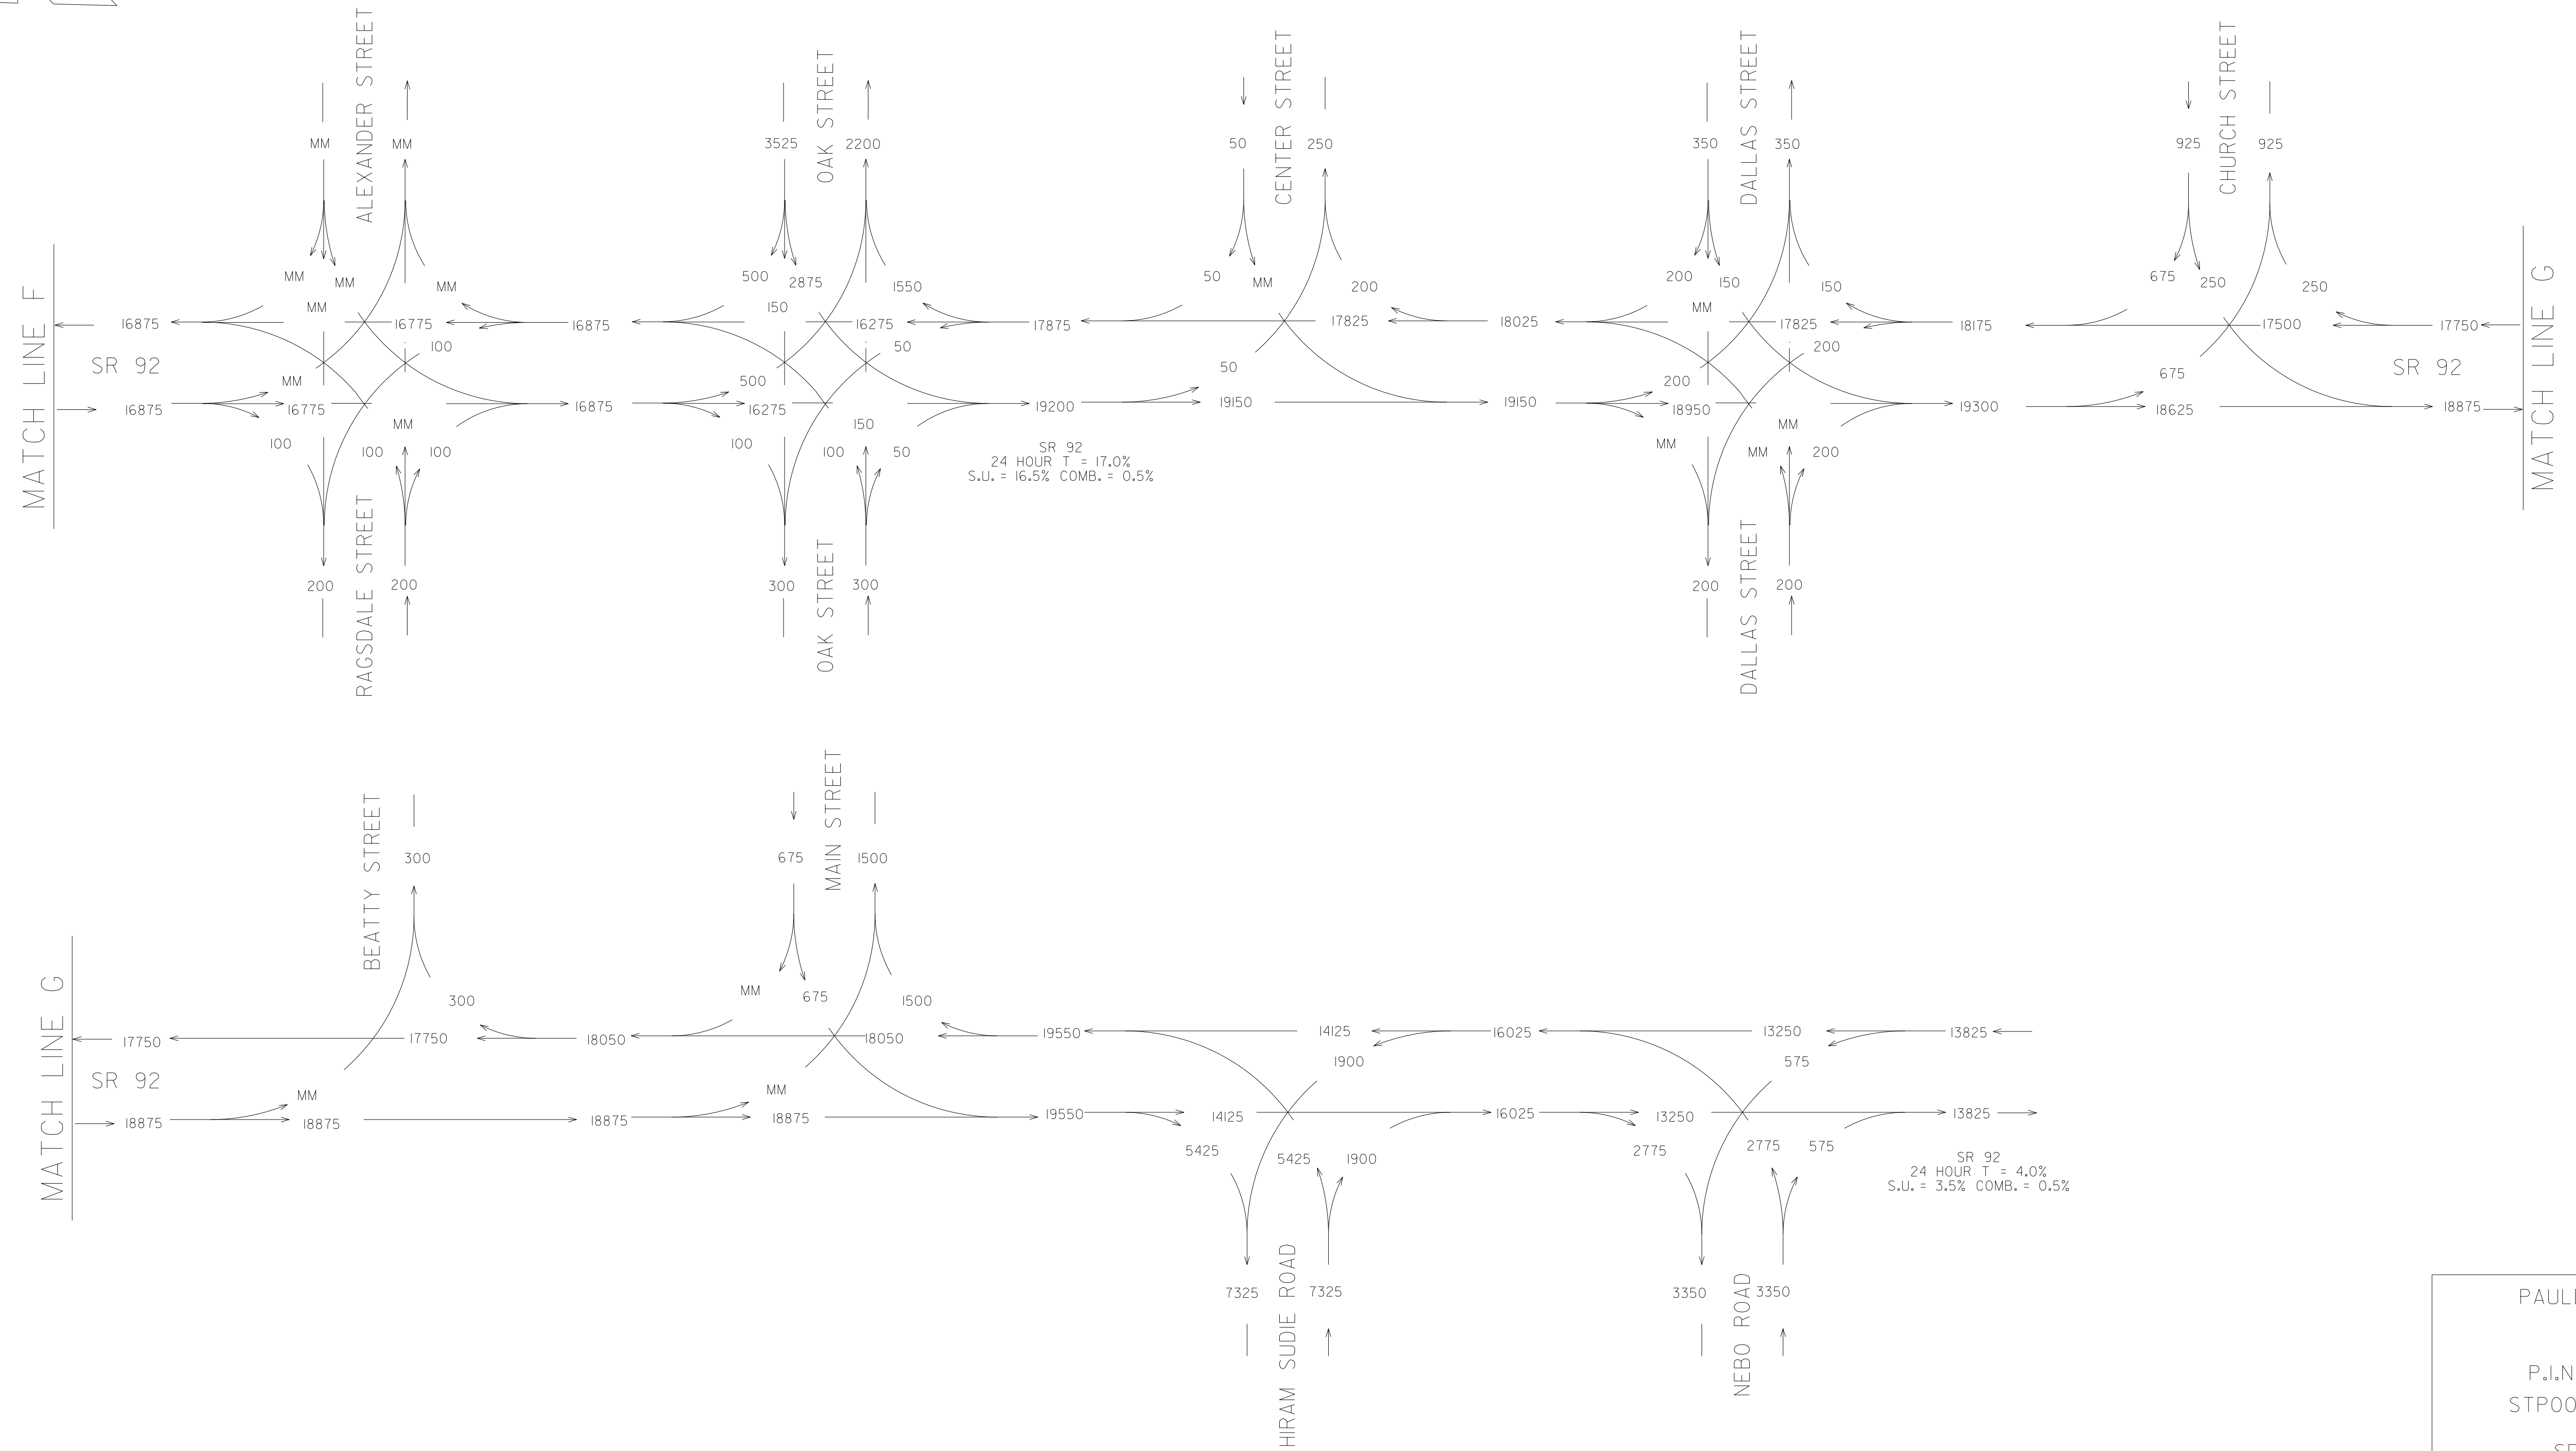 ALEXANDER STREET
OAK STREET
CENTER STREET
DALLAS STREET
CHURCH STREET
MM
MM
3525
2200
50
250
350
350
925
925
MATCH LINE F
MATCH LINE G
MM
MM
MM
MM
500
2875
150
1550
50
MM
200
200
150
MM
150
675
250
250
16875
16775
16875
16275
17875
17825
18025
17825
18175
17500
17750
SR 92
100
50
50
200
675
SR 92
MM
500
200
16875
16775
16875
16275
19200
19150
19150
18950
19300
18625
18875
100
MM
100
100
100
150
100
50
MM
MM
MM
200
SR 92
24 HOUR T = 17.0%
S.U. = 16.5% COMB. = 0.5%
200
200
300
300
200
200
RAGSDALE STREET
OAK STREET
DALLAS STREET
BEATTY STREET
MAIN STREET
300
675
1500
MATCH LINE G
300
MM
675
1500
17750
17750
18050
18050
19550
14125
16025
13250
13825
SR 92
1900
575
MM
MM
18875
18875
18875
18875
19550
14125
16025
13250
13825
5425
5425
1900
2775
2775
575
SR 92
24 HOUR T = 4.0%
S.U. = 3.5% COMB. = 0.5%
7325
7325
3350
3350
HIRAM SUDIE ROAD
NEBO ROAD
PAUL
P.I.N
STP00